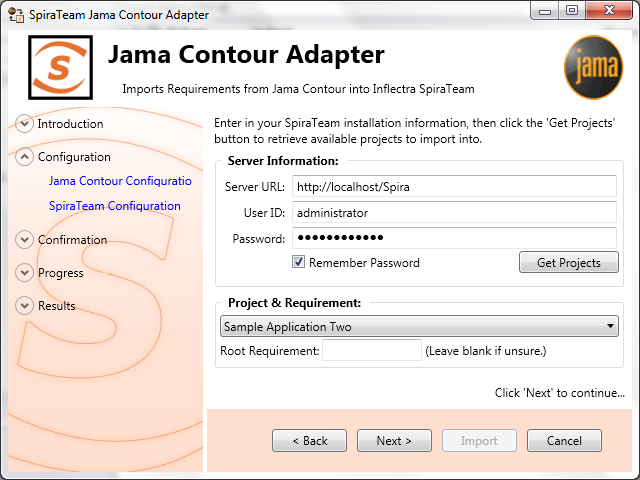 SpiraTeam Jama Contour Adapter
S
Jama Contour Adapter
jama
Imports Requirements from Jama Contour into Inflectra SpiraTeam
Introduction
Configuration
Jama Contour Configuratio
SpiraTeam Configuration
Confirmation
Progress
Results
Enter in your SpiraTeam installation information, then click the 'Get Projects'
button to retrieve available projects to import into.
Server Information:
Server URL: http://localhost/Spira
User ID: administrator
Password: ●●●●●●●●●●●●
Remember Password
Get Projects
Project & Requirement:
Sample Application Two
Root Requirement: (Leave blank if unsure.)
Click 'Next' to continue...
< Back Next > Import Cancel